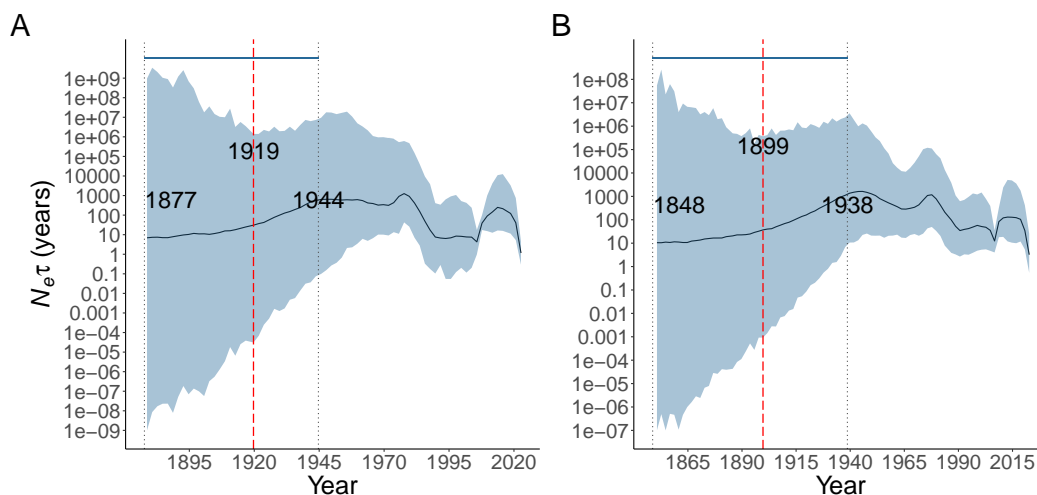 A
1e+09
1e+08
1e+07
1e+06
1e+05
10000
1000
100
10
1
0.1
0.01
0.001
1e−04
1e−05
1e−06
1e−07
1e−08
1e−09
Neτ (years)
1877
1919
1944
1895
1920
1945
1970
1995
2020
Year
B
1e+08
1e+07
1e+06
1e+05
10000
1000
100
10
1
0.1
0.01
0.001
1e−04
1e−05
1e−06
1e−07
1848
1899
1938
1865
1890
1915
1940
1965
1990
2015
Year